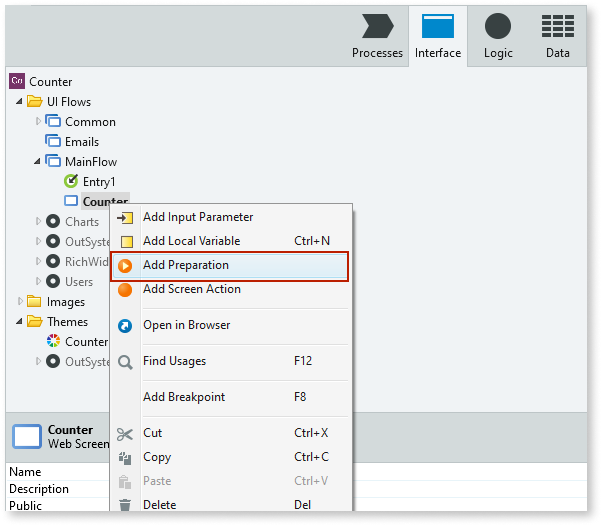 Processes Interface Logic Data
Cn Counter
UI Flows
Common
Emails
MainFlow
Entry1
Counter
Charts
OutSyste
RichWid
Users
Images
Themes
Counter
OutSyste
Add Input Parameter
Add Local Variable Ctrl+N
Add Preparation
Add Screen Action
Open in Browser
Find Usages F12
Add Breakpoint F8
Cut Ctrl+X
Copy Ctrl+C
Paste Ctrl+V
Delete Del
Counter
Web Screen
Name
Description
Public